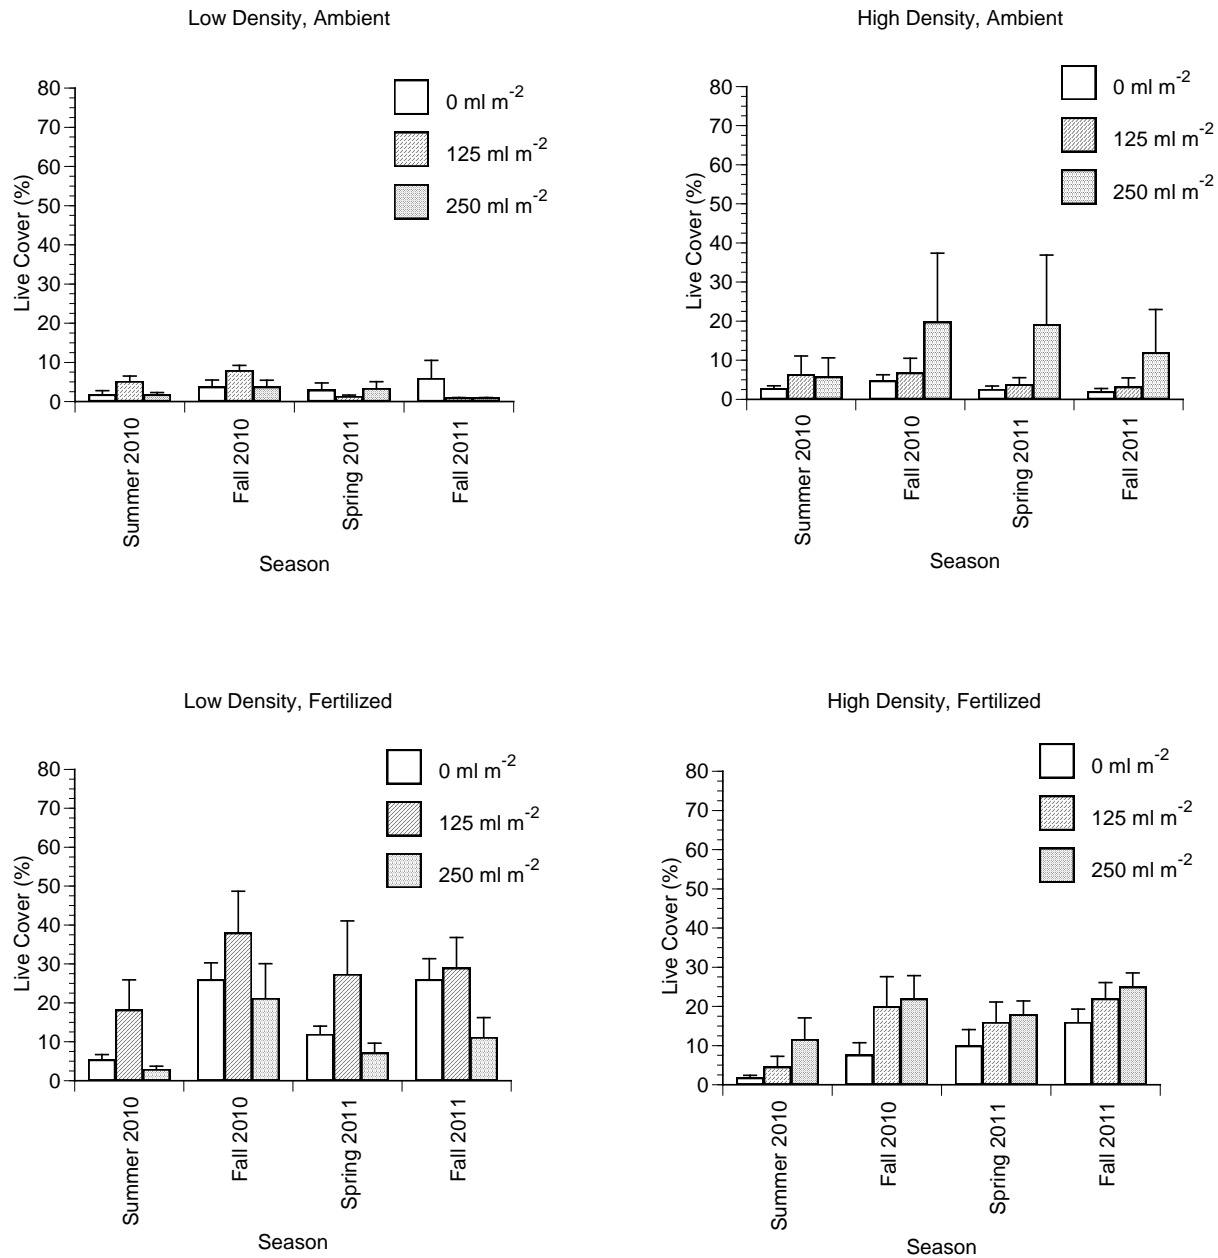 Low Density, Ambient
0 ml m-2
125 ml m-2
250 ml m-2
80
70
60
50
40
30
20
10
0
Live Cover (%)
Summer 2010
Fall 2010
Spring 2011
Fall 2011
Season
High Density, Ambient
0 ml m-2
125 ml m-2
250 ml m-2
80
70
60
50
40
30
20
10
0
Live Cover (%)
Summer 2010
Fall 2010
Spring 2011
Fall 2011
Season
Low Density, Fertilized
0 ml m-2
125 ml m-2
250 ml m-2
80
70
60
50
40
30
20
10
0
Live Cover (%)
Summer 2010
Fall 2010
Spring 2011
Fall 2011
Season
High Density, Fertilized
0 ml m-2
125 ml m-2
250 ml m-2
80
70
60
50
40
30
20
10
0
Live Cover (%)
Summer 2010
Fall 2010
Spring 2011
Fall 2011
Season